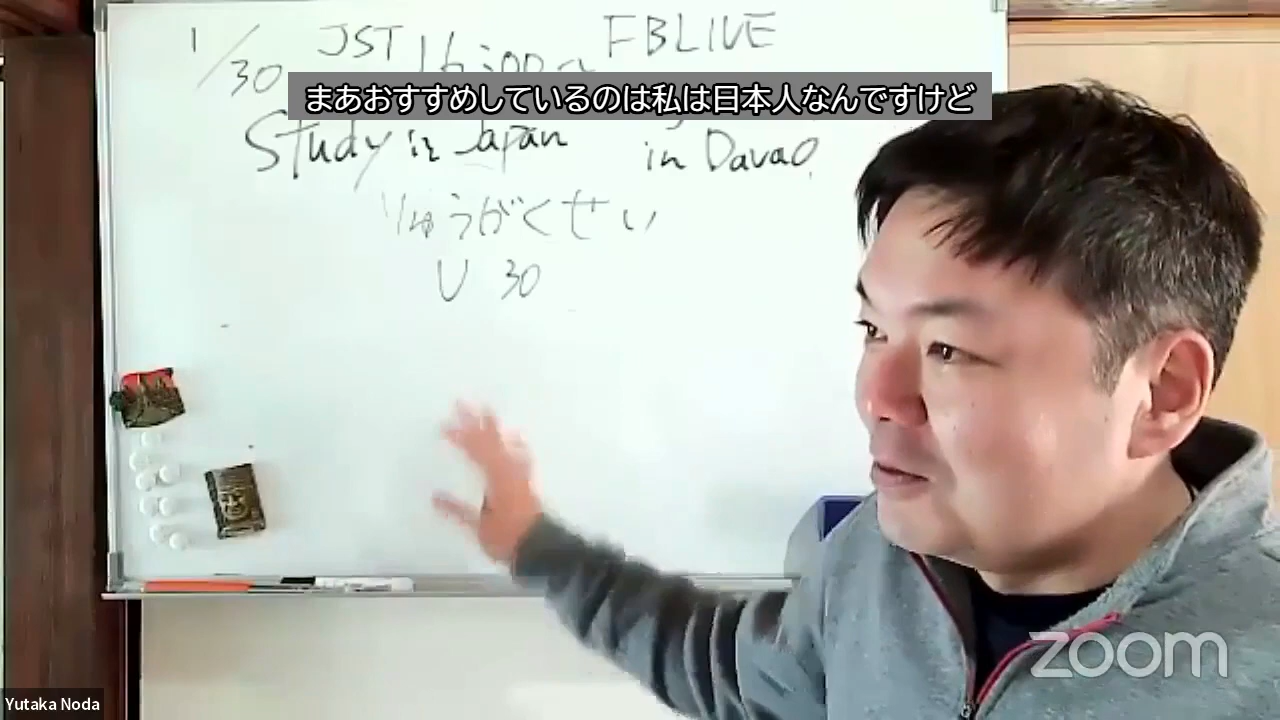 1/30 JST 16:00~ FBLIVE
まあおすすめしているのは私は日本人なんですけど
Study in Japan in Davao.
りゅうがくせい
U 30
zoom
Yutaka Noda